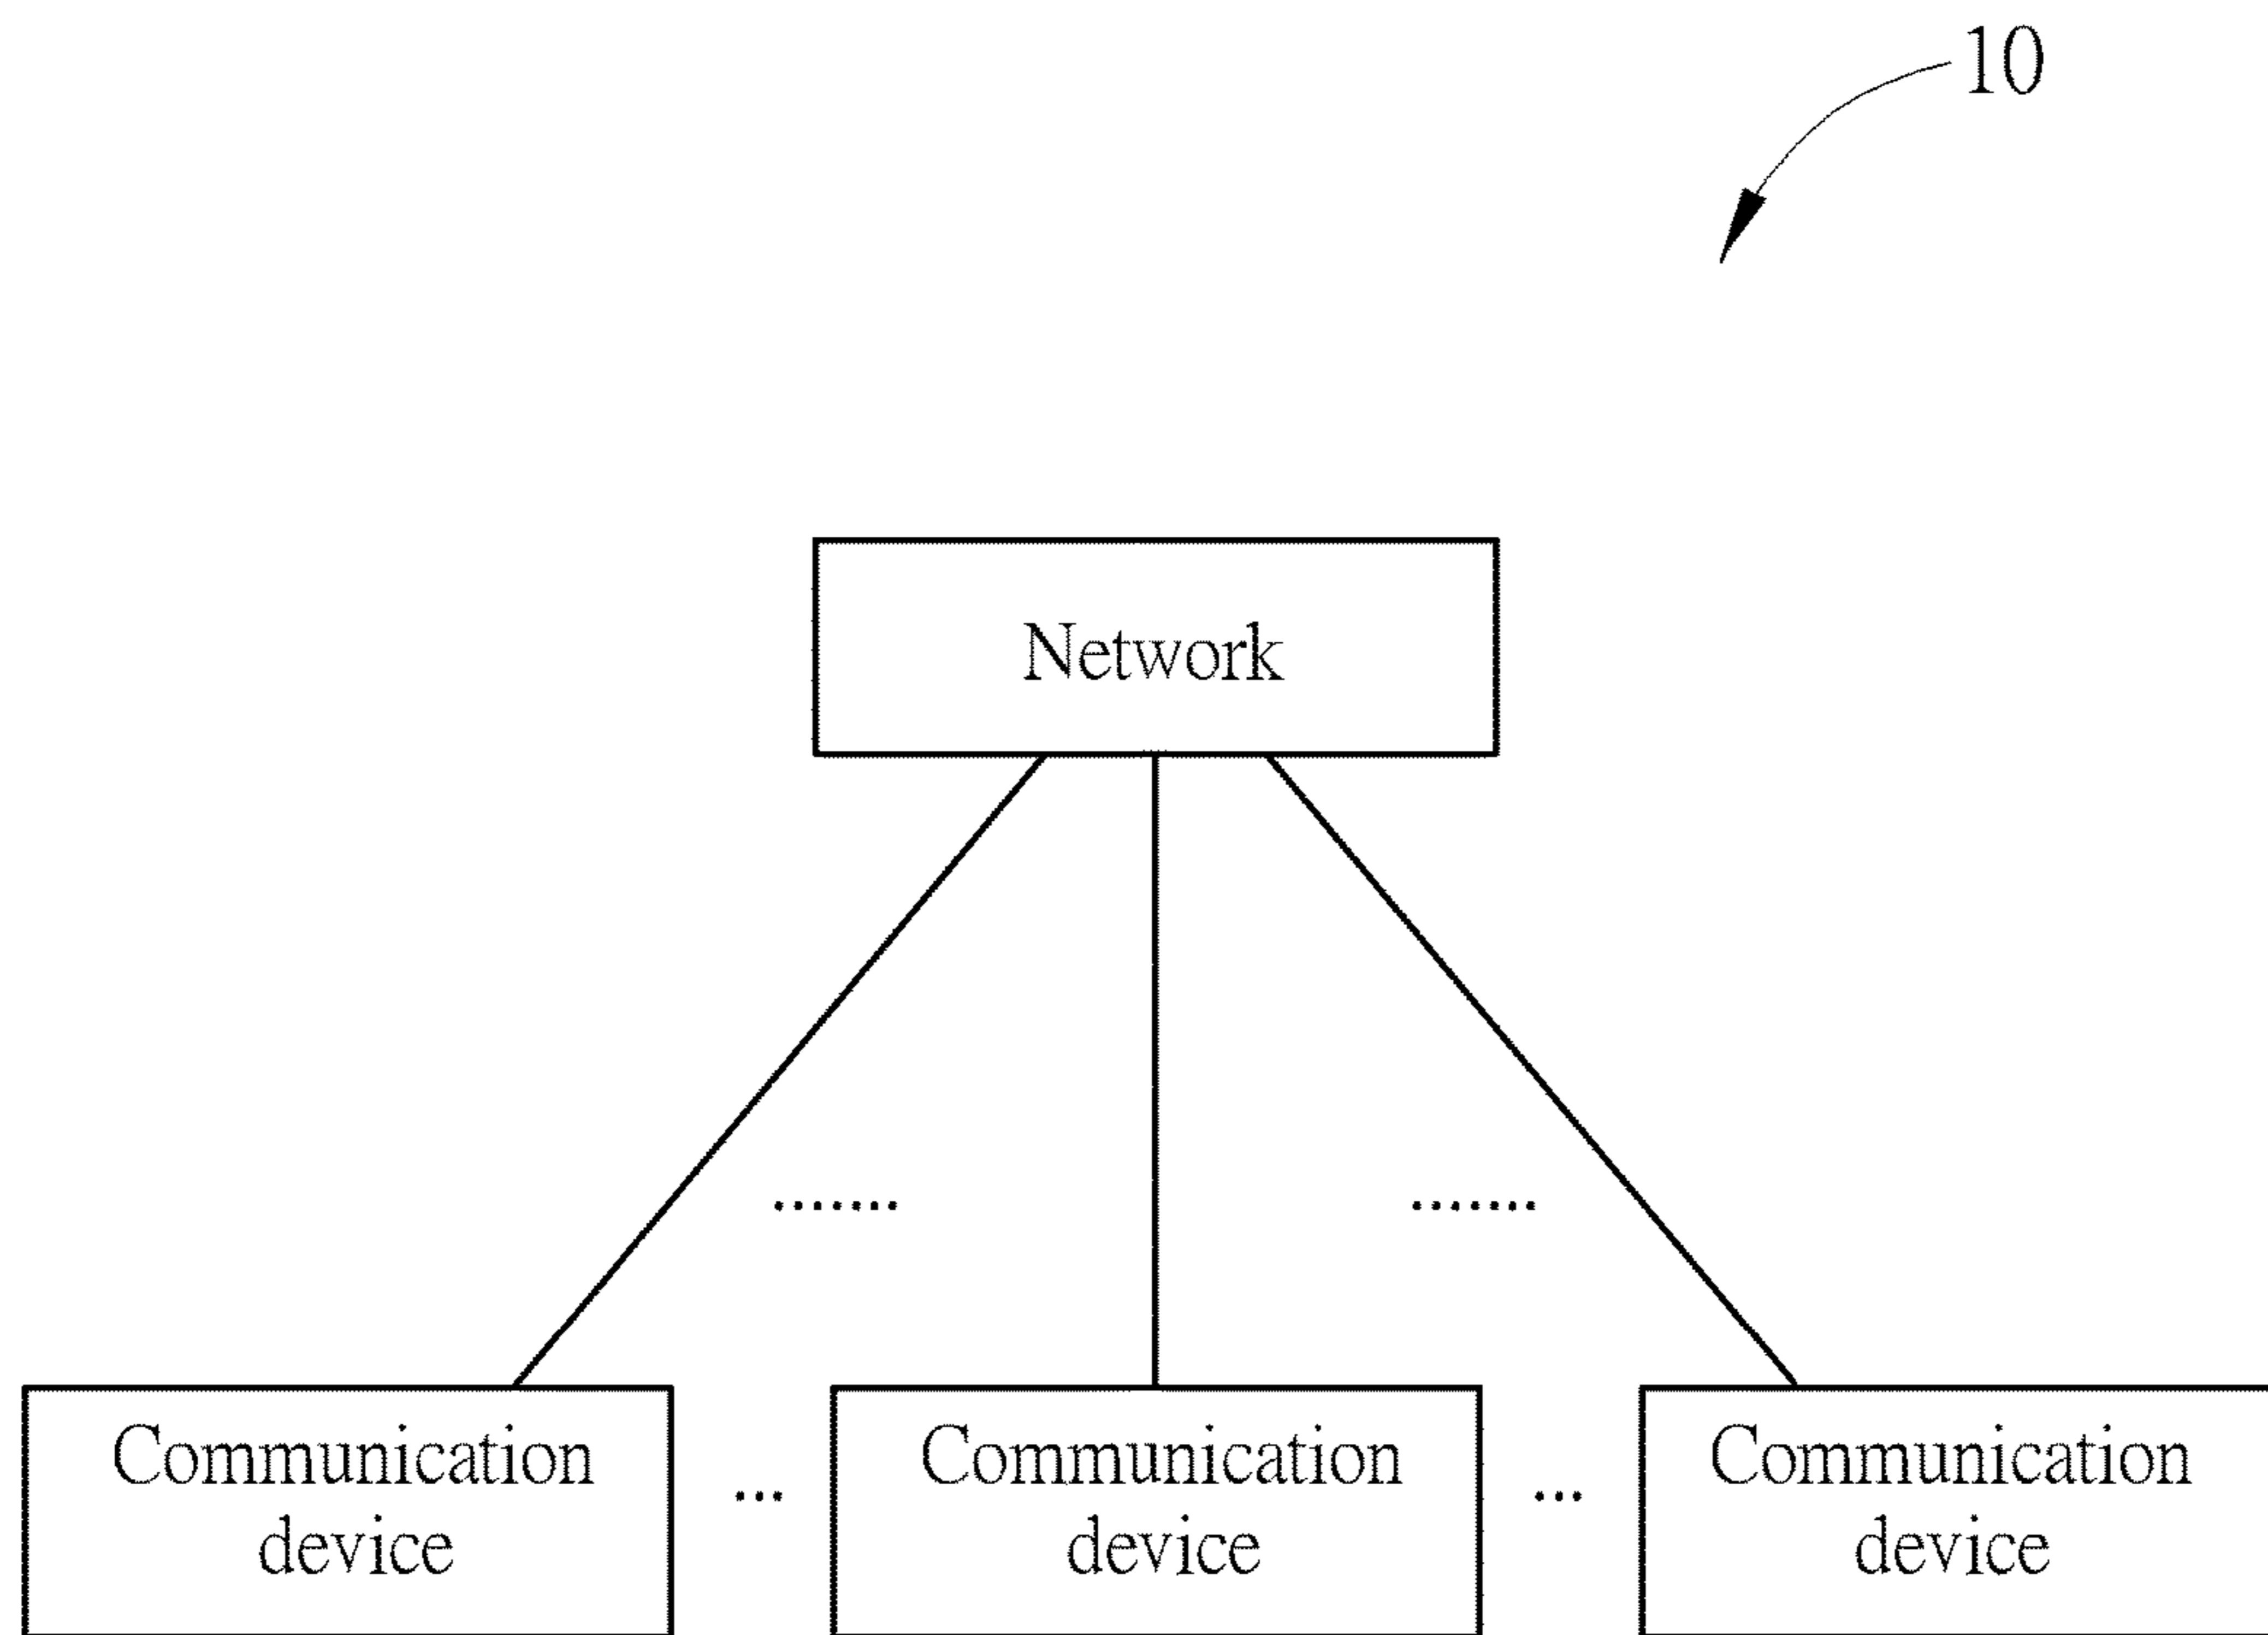 10
Network
.......
.......
Communication
device
...
Communication
device
...
Communication
device